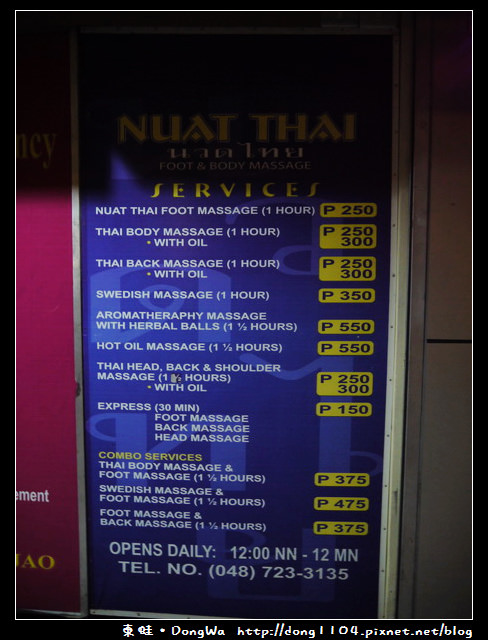 ncy
NUAT THAI
นวดไทย
FOOT & BODY MASSAGE
SERVICES
NUAT THAI FOOT MASSAGE (1 HOUR) P 250
THAI BODY MASSAGE (1 HOUR) P 250
• WITH OIL 300
THAI BACK MASSAGE (1 HOUR) P 250
• WITH OIL 300
SWEDISH MASSAGE (1 HOUR) P 350
AROMATHERAPHY MASSAGE
WITH HERBAL BALLS (1 ½ HOURS) P 550
HOT OIL MASSAGE (1 ½ HOURS) P 550
THAI HEAD, BACK & SHOULDER
MASSAGE (1 ½ HOURS) P 250
• WITH OIL 300
EXPRESS (30 MIN) P 150
FOOT MASSAGE
BACK MASSAGE
HEAD MASSAGE
COMBO SERVICES
THAI BODY MASSAGE &
FOOT MASSAGE (1 ½ HOURS) P 375
SWEDISH MASSAGE &
FOOT MASSAGE (1 ½ HOURS) P 475
FOOT MASSAGE &
BACK MASSAGE (1 ½ HOURS) P 375
ement
OPENS DAILY: 12:00 NN - 12 MN
TEL. NO. (048) 723-3135
東蛙•DongWa http://dong1104.pixnet.net/blog